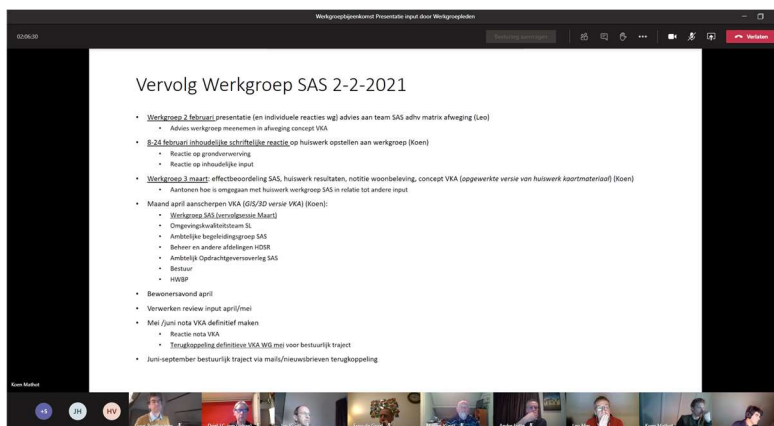 Werkgroepbijeenkomst Presentatie input door Werkgroepleden
02:06:30
Verlaten
Vervolg Werkgroep SAS 2-2-2021
• Werkgroep 2 februari presentatie (en individuele reacties wg) advies aan team SAS adhv matrix afweging (Leo)
• Advies werkgroep meenemen in afweging concept VKA
• 8-24 februari inhoudelijke schriftelijke reactie op huiswerk opstellen aan werkgroep (Koen)
• Reactie op grondverwerving
• Reactie op inhoudelijke input
• Werkgroep 3 maart: effectbeoordeling SAS, huiswerk resultaten, notitie woonbeleving, concept VKA (opgewerkte versie van huiswerk kaartmateriaal) (Koen)
• Aantonen hoe is omgegaan met huiswerk werkgroep SAS in relatie tot andere input
• Maand april aanscherpen VKA (GIS/3D versie VKA) (Koen):
• Werkgroep SAS (vervolgsessie Maart)
• Omgevingskwaliteitsteam SL
• Ambtelijke begeleidingsgroep SAS
• Beheer en andere afdelingen HDSR
• Ambtelijk Opdrachtgeversoverleg SAS
• Bestuur
• HWBP
• Bewonersavond april
• Verwerken review input april/mei
• Mei /juni nota VKA definitief maken
• Reactie nota VKA
• Terugkoppeling definitieve VKA WG mei voor bestuurlijk traject
• Juni-september bestuurlijk traject via mails/nieuwsbrieven terugkoppeling
Koen Mathot
+5 JH HV